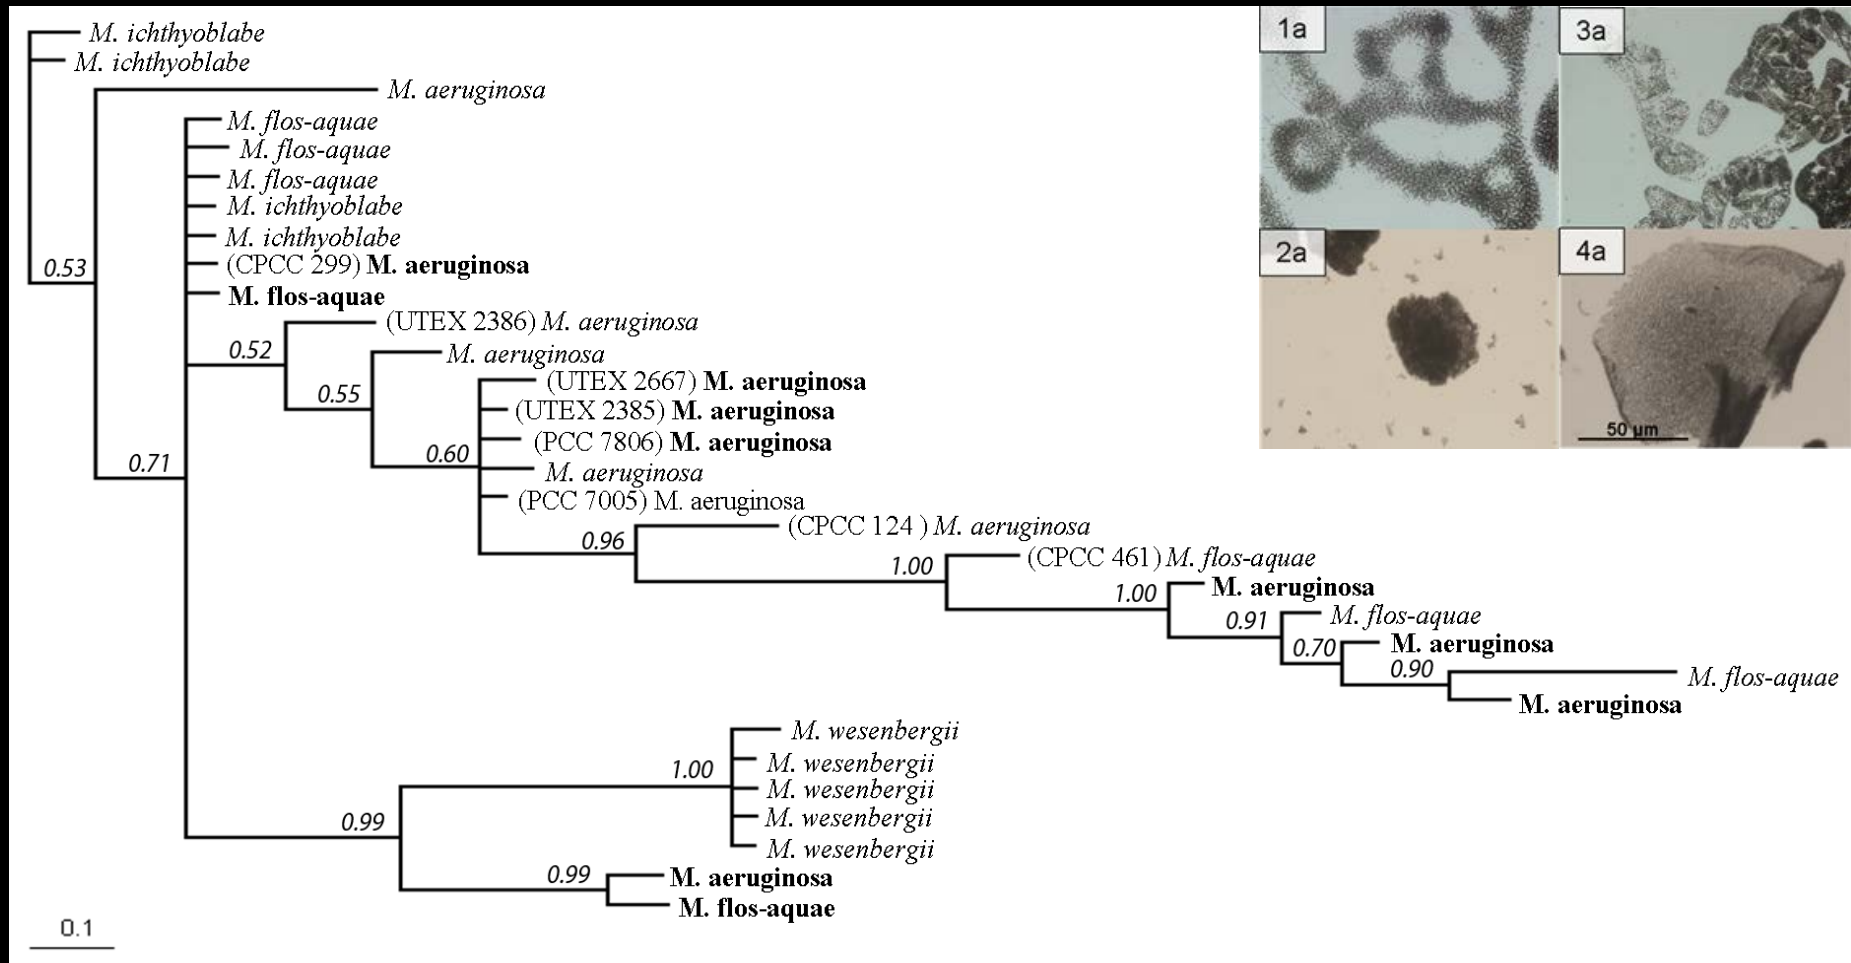 M. ichthyoblabe
M. ichthyoblabe
M. aeruginosa
M. flos-aquae
M. flos-aquae
M. flos-aquae
M. ichthyoblabe
M. ichthyoblabe
(CPCC 299) M. aeruginosa
0.53
M. flos-aquae
(UTEX 2386) M. aeruginosa
0.52
M. aeruginosa
(UTEX 2667) M. aeruginosa
0.55
(UTEX 2385) M. aeruginosa
(PCC 7806) M. aeruginosa
0.60
0.71
M. aeruginosa
(PCC 7005) M. aeruginosa
(CPCC 124 ) M. aeruginosa
0.96
(CPCC 461) M. flos-aquae
1.00
M. aeruginosa
1.00
M. flos-aquae
0.91
M. aeruginosa
0.70
0.90
M. flos-aquae
M. aeruginosa
M. wesenbergii
M. wesenbergii
1.00
M. wesenbergii
M. wesenbergii
0.99
M. wesenbergii
M. aeruginosa
0.99
M. flos-aquae
0.1
1a
3a
2a
4a
50 µm